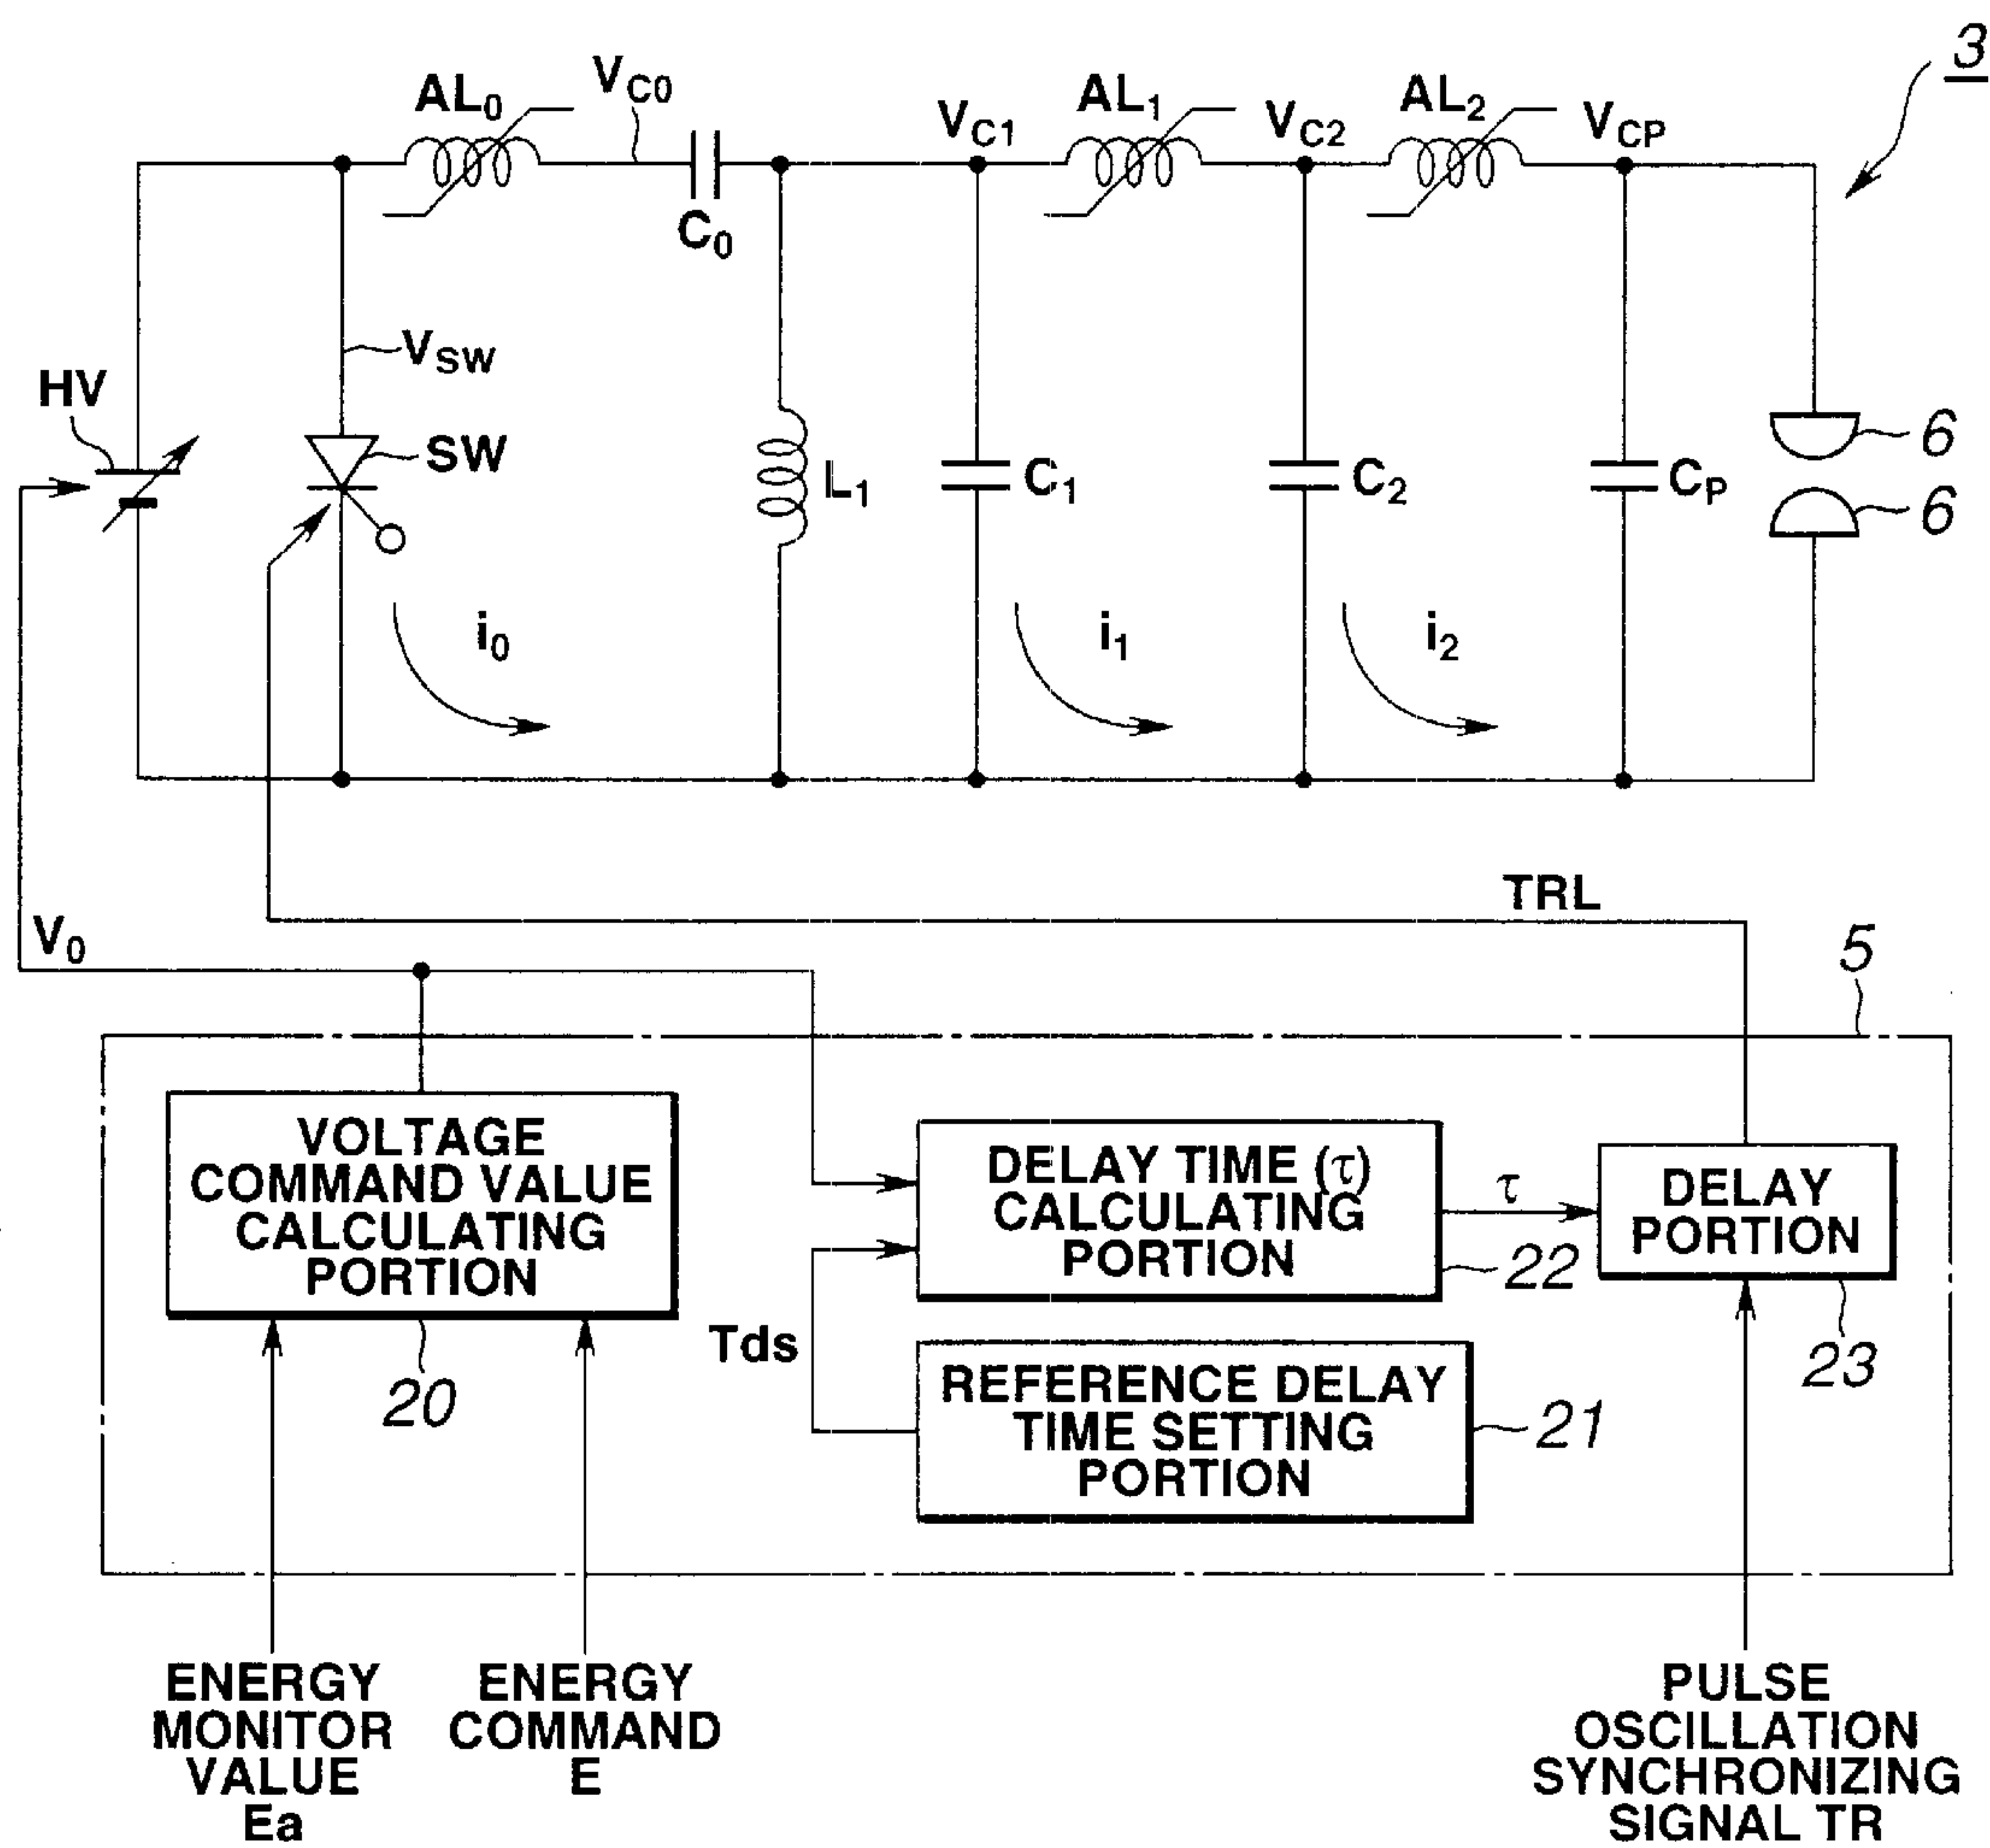 3
AL0
VC0
VC1
AL1
VC2
AL2
VCP
C0
VSW
HV
SW
L1
C1
C2
CP
6
6
i0
i1
i2
TRL
V0
5
VOLTAGE
COMMAND VALUE
CALCULATING
PORTION
20
DELAY TIME (τ)
CALCULATING
PORTION
22
τ
DELAY
PORTION
23
Tds
REFERENCE DELAY
TIME SETTING
PORTION
21
ENERGY
MONITOR
VALUE
Ea
ENERGY
COMMAND
E
PULSE
OSCILLATION
SYNCHRONIZING
SIGNAL TR